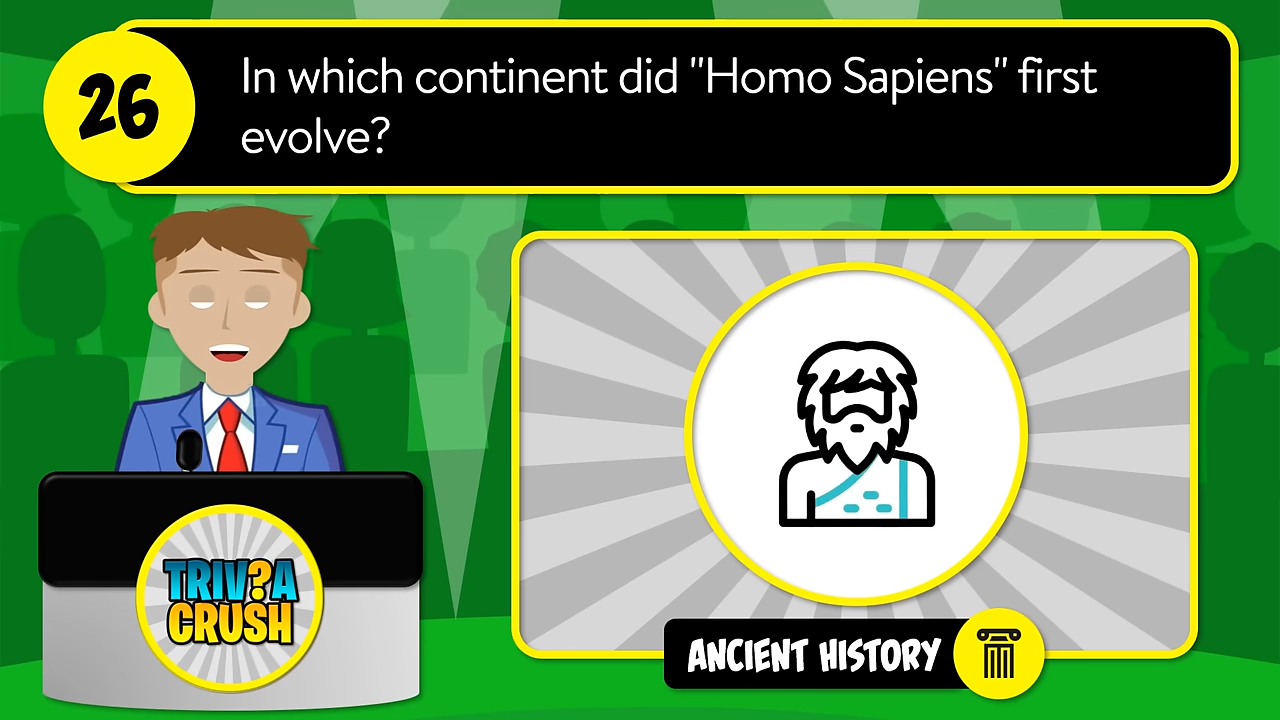 26
In which continent did "Homo Sapiens" first
evolve?
TRIV?A
CRUSH
ANCIENT HISTORY